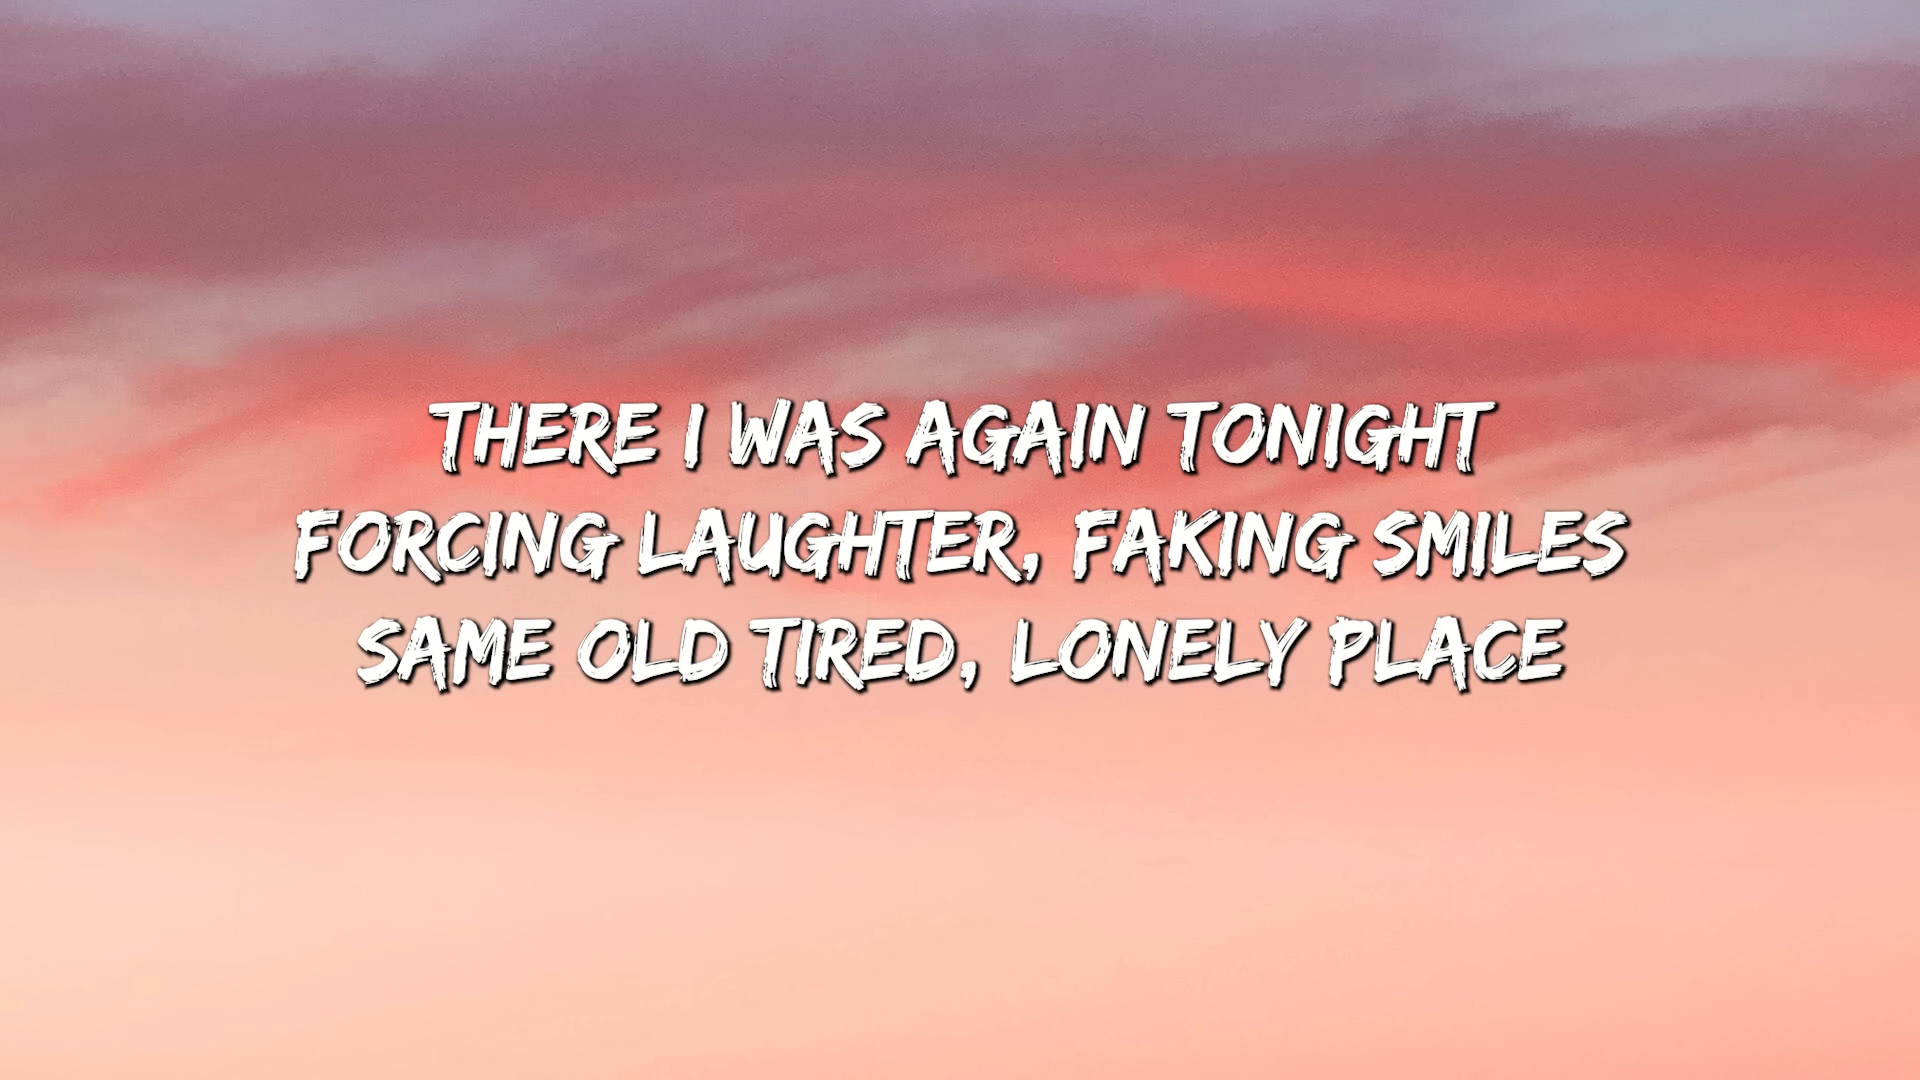 THERE I WAS AGAIN TONIGHT
FORCING LAUGHTER, FAKING SMILES
SAME OLD TIRED, LONELY PLACE